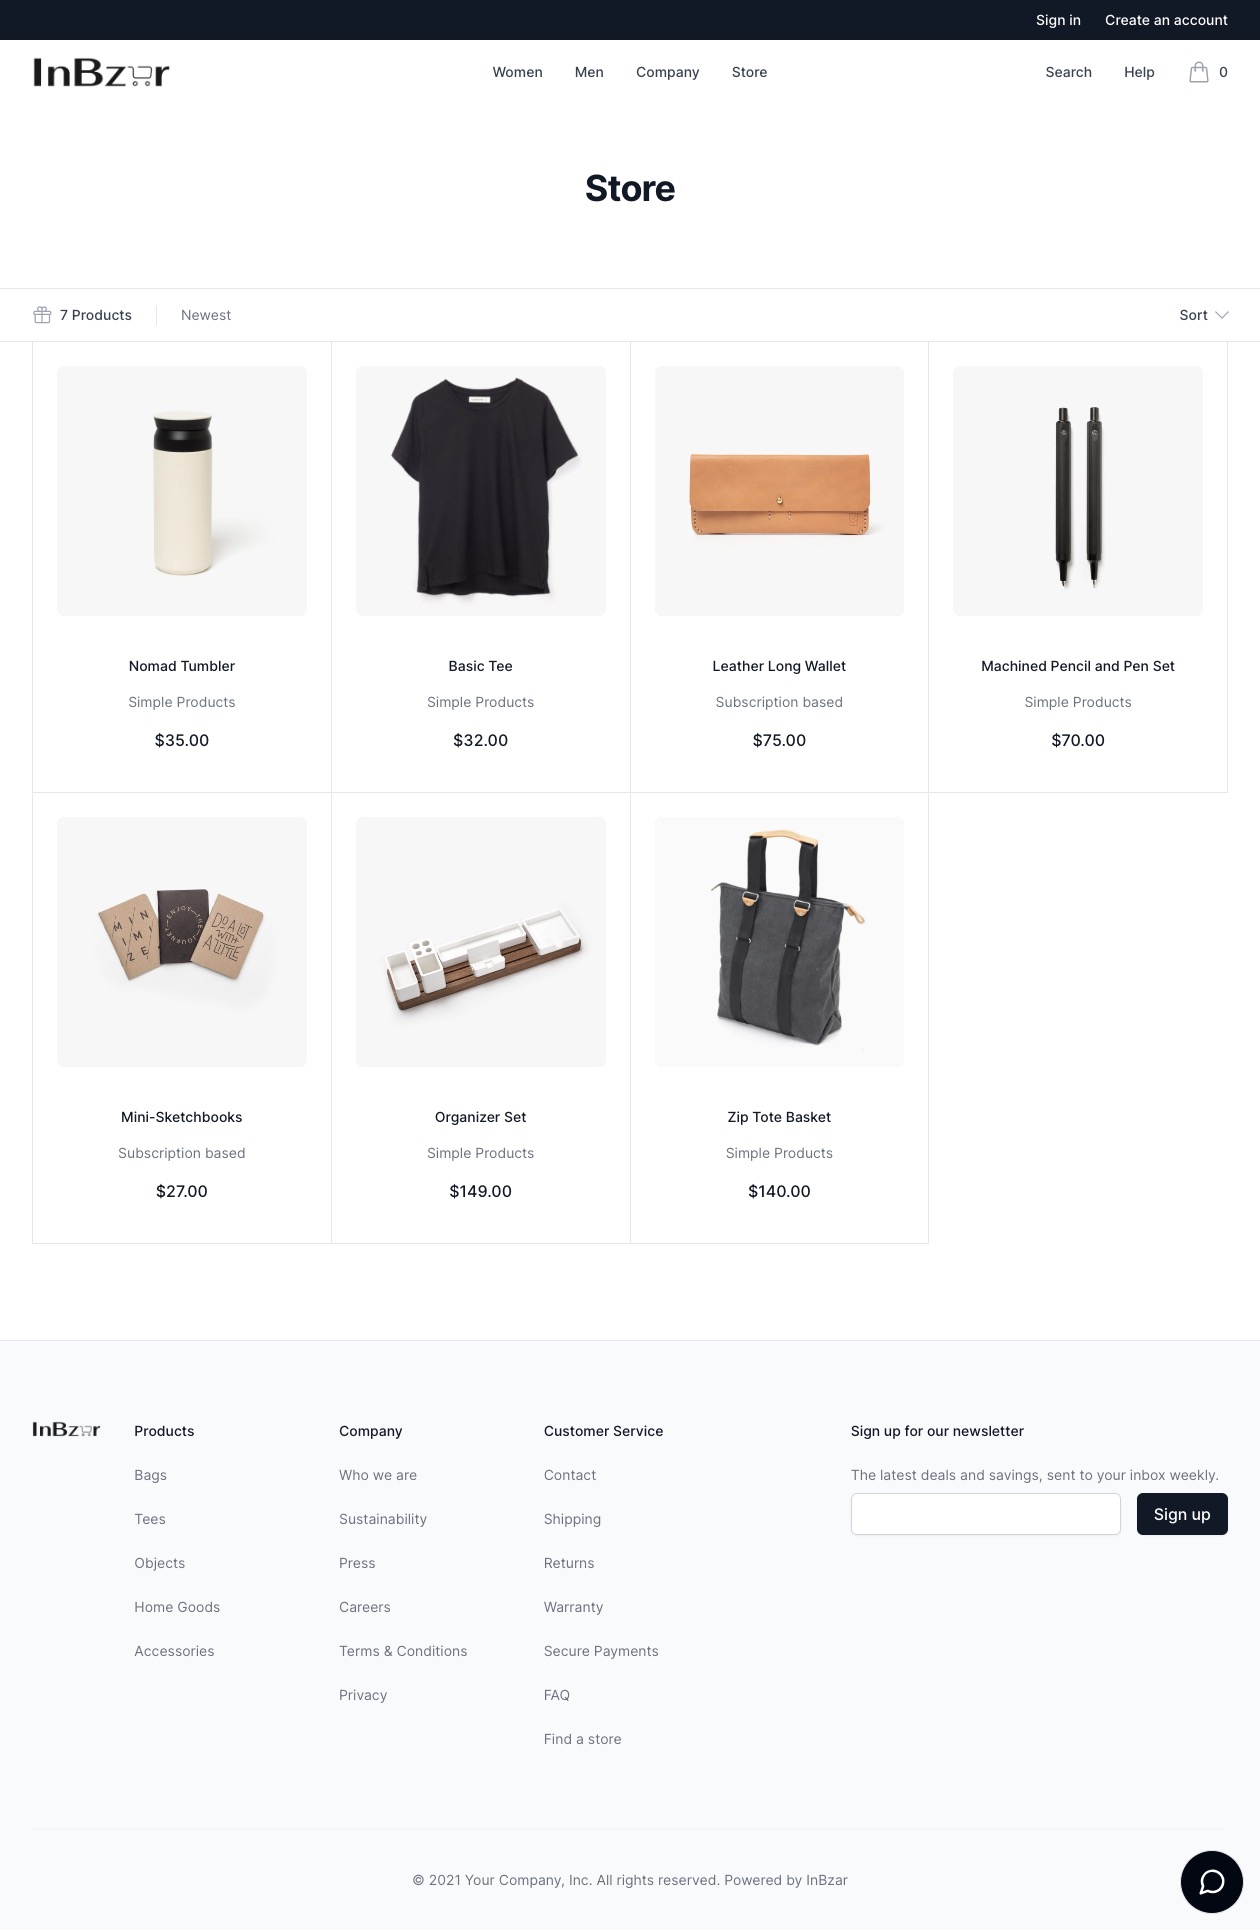 Sign in Create an account
InBzar Women Men Company Store Search Help 0
Store
7 Products Newest Sort
Nomad Tumbler
Simple Products
$35.00
Basic Tee
Simple Products
$32.00
Leather Long Wallet
Subscription based
$75.00
Machined Pencil and Pen Set
Simple Products
$70.00
MINIMIZE
ENJOY THE JOURNEY
DO A LOT
WITH
A LITTLE
Mini-Sketchbooks
Subscription based
$27.00
Organizer Set
Simple Products
$149.00
Zip Tote Basket
Simple Products
$140.00
InBzar
Products
Bags
Tees
Objects
Home Goods
Accessories
Company
Who we are
Sustainability
Press
Careers
Terms & Conditions
Privacy
Customer Service
Contact
Shipping
Returns
Warranty
Secure Payments
FAQ
Find a store
Sign up for our newsletter
The latest deals and savings, sent to your inbox weekly.
Sign up
© 2021 Your Company, Inc. All rights reserved. Powered by InBzar